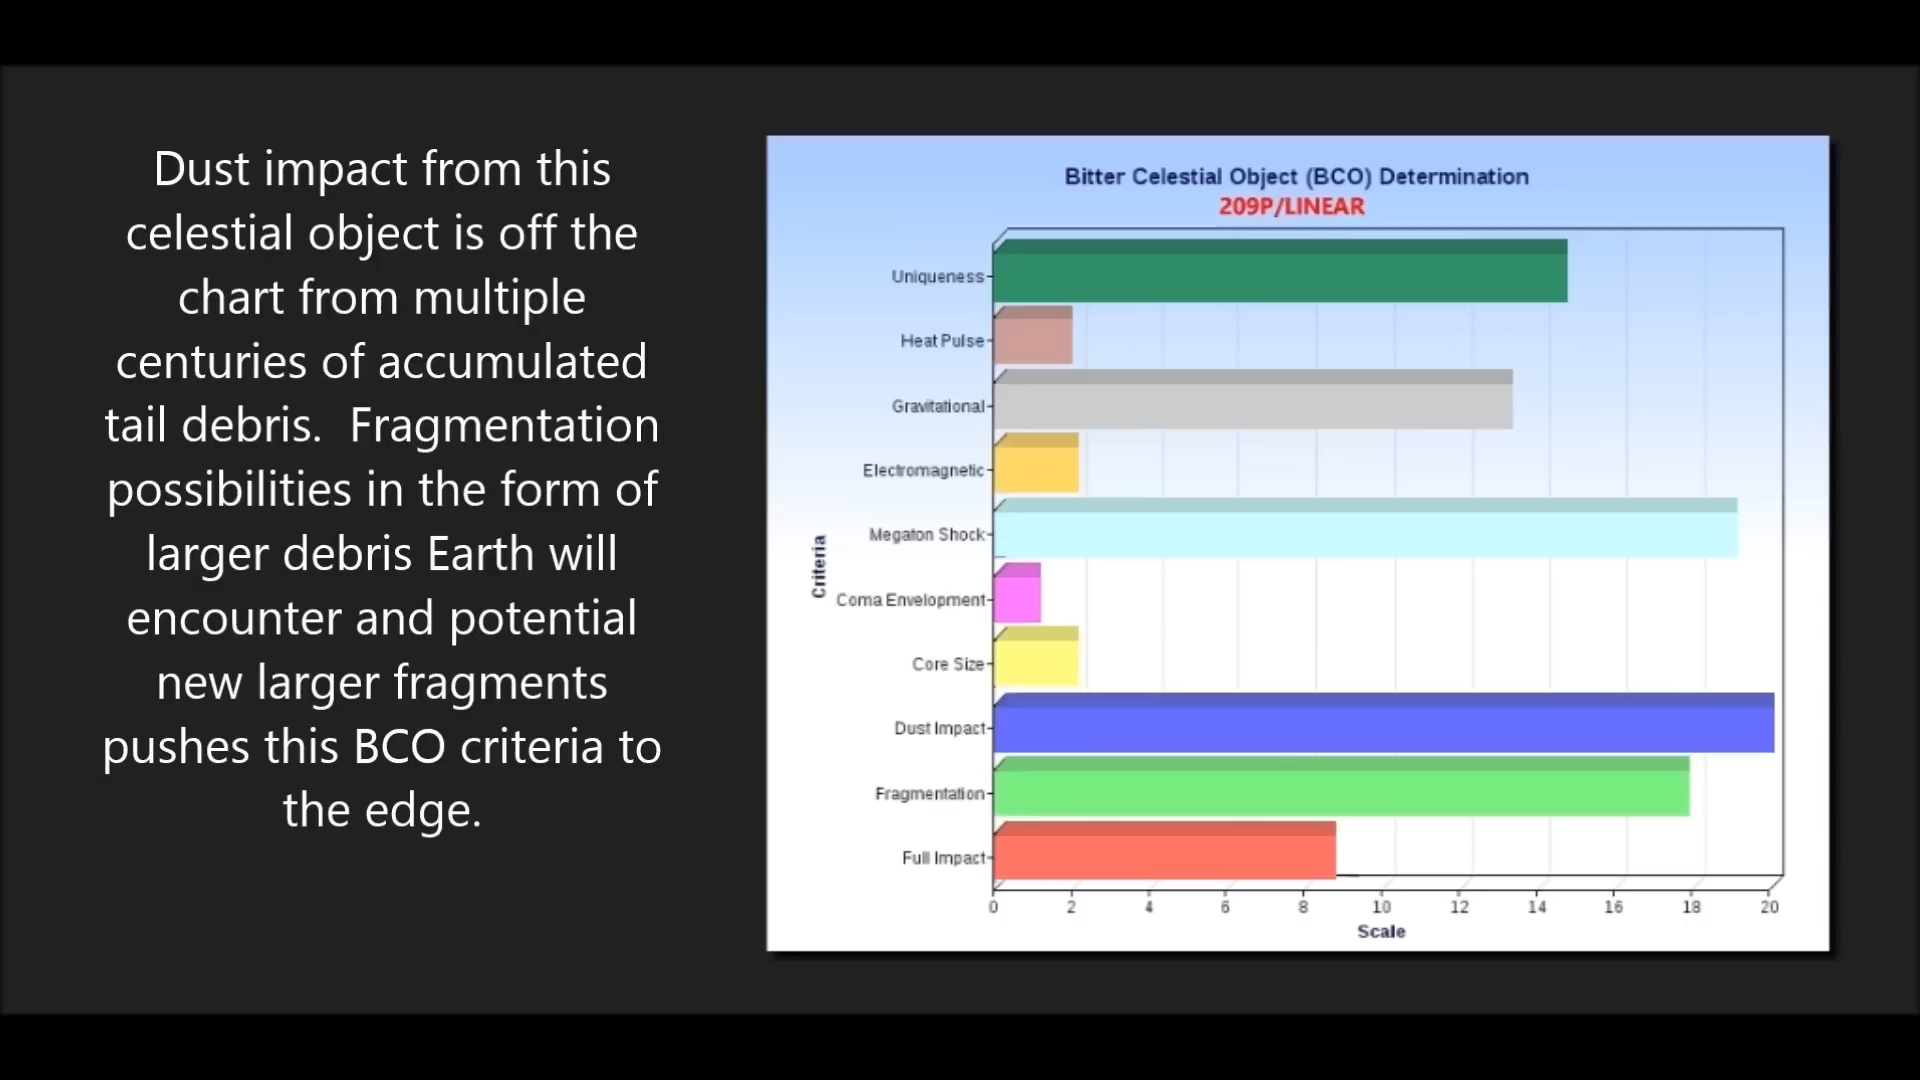 Dust impact from this
celestial object is off the
chart from multiple
centuries of accumulated
tail debris.  Fragmentation
possibilities in the form of
larger debris Earth will
encounter and potential
new larger fragments
pushes this BCO criteria to
the edge.
Bitter Celestial Object (BCO) Determination
209P/LINEAR
Criteria
Uniqueness
Heat Pulse
Gravitational
Electromagnetic
Megaton Shock
Coma Envelopment
Core Size
Dust Impact
Fragmentation
Full Impact
0 2 4 6 8 10 12 14 16 18 20
Scale